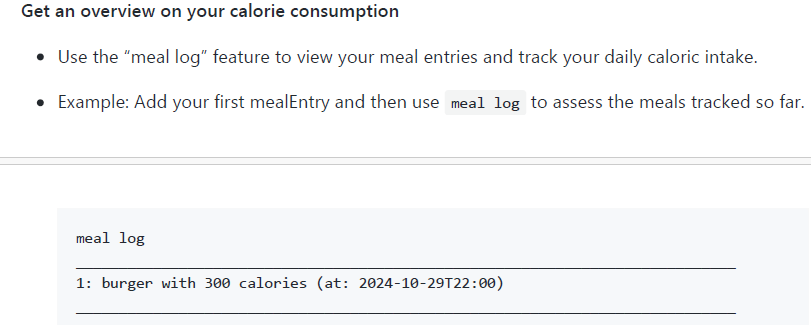 Get an overview on your calorie consumption
• Use the “meal log” feature to view your meal entries and track your daily caloric intake.
• Example: Add your first mealEntry and then use meal log to assess the meals tracked so far.
meal log
1: burger with 300 calories (at: 2024-10-29T22:00)